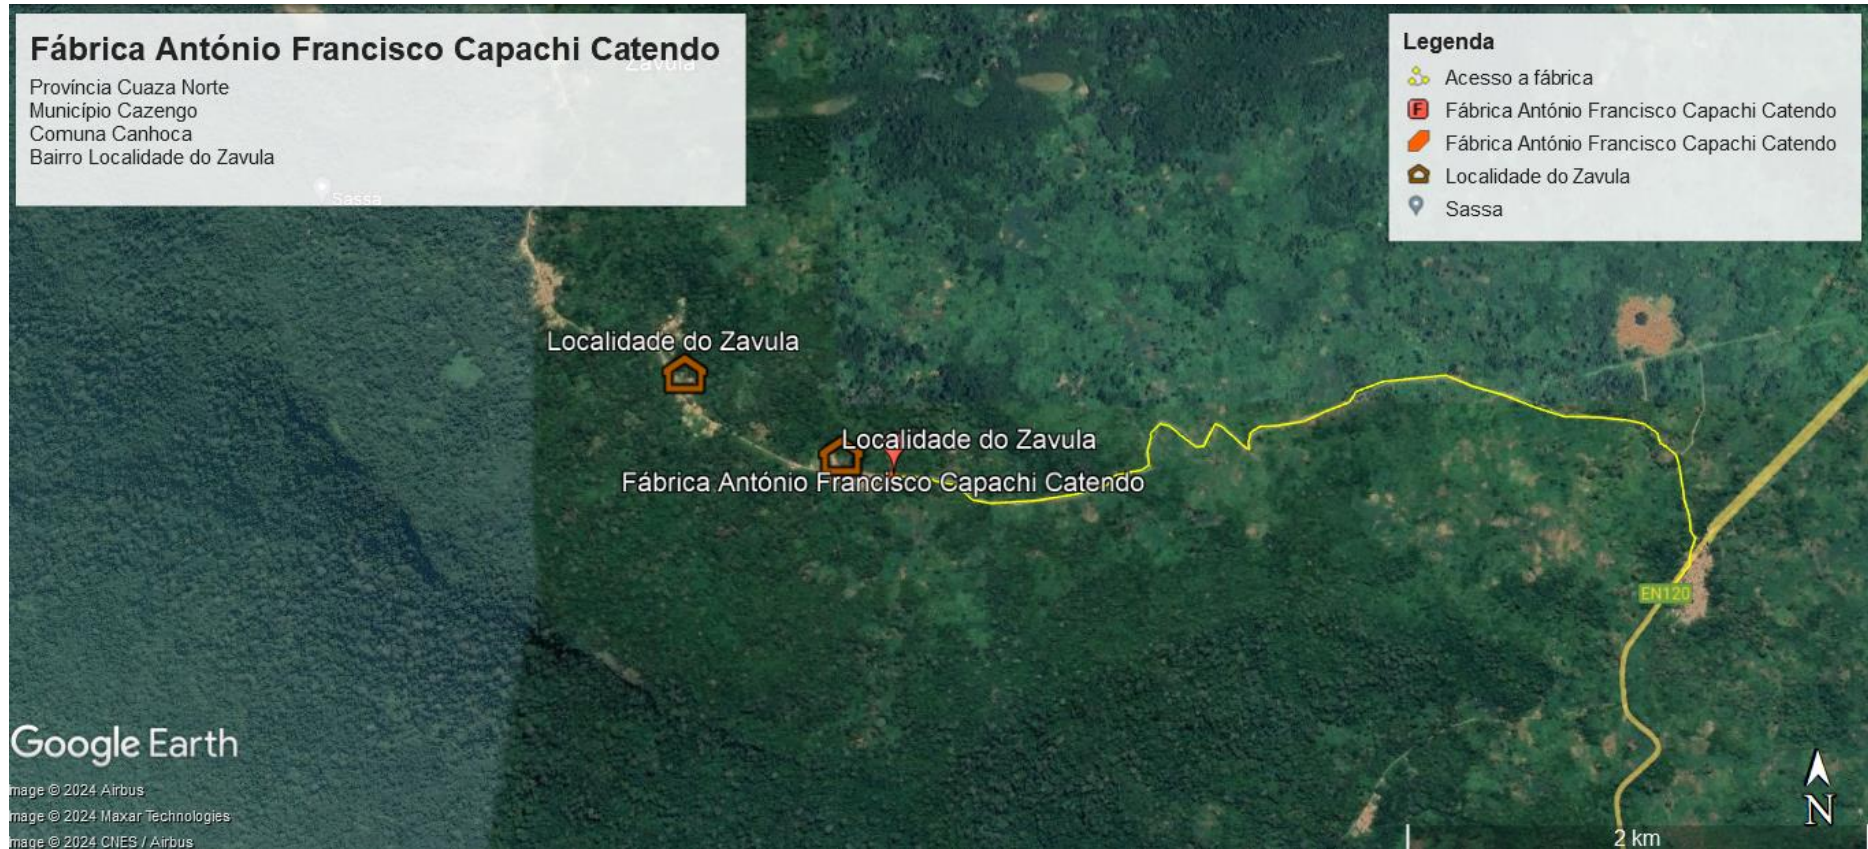 Fábrica António Francisco Capachi Catendo
Zavula
Província Cuaza Norte
Município Cazengo
Comuna Canhoca
Bairro Localidade do Zavula
Sassa
Legenda
Acesso a fábrica
F Fábrica António Francisco Capachi Catendo
Fábrica António Francisco Capachi Catendo
Localidade do Zavula
Sassa
Localidade do Zavula
Localidade do Zavula
Fábrica António Francisco Capachi Catendo
EN120
Google Earth
mage © 2024 Airbus
mage © 2024 Maxar Technologies
mage © 2024 CNES / Airbus
N
2 km